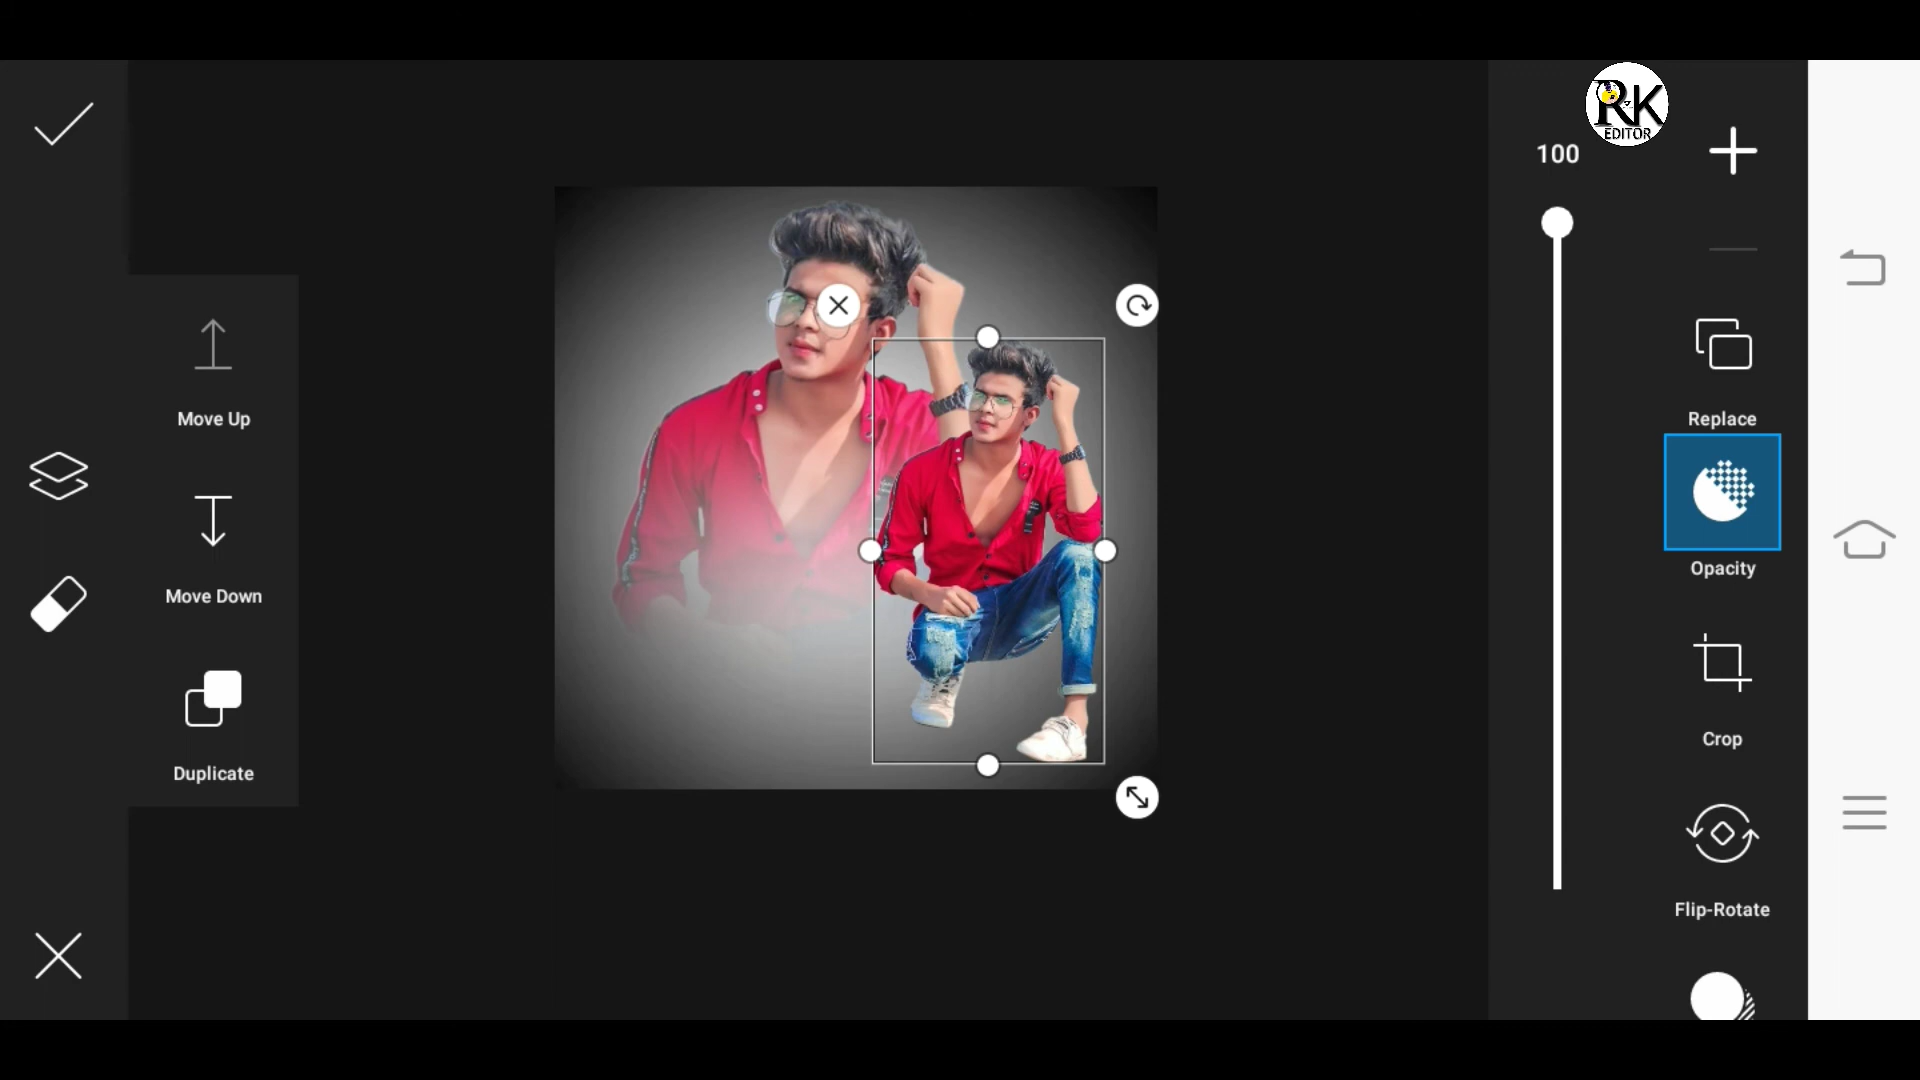 RK
EDITOR
100
Move Up
Move Down
Duplicate
Replace
Opacity
Crop
Flip-Rotate